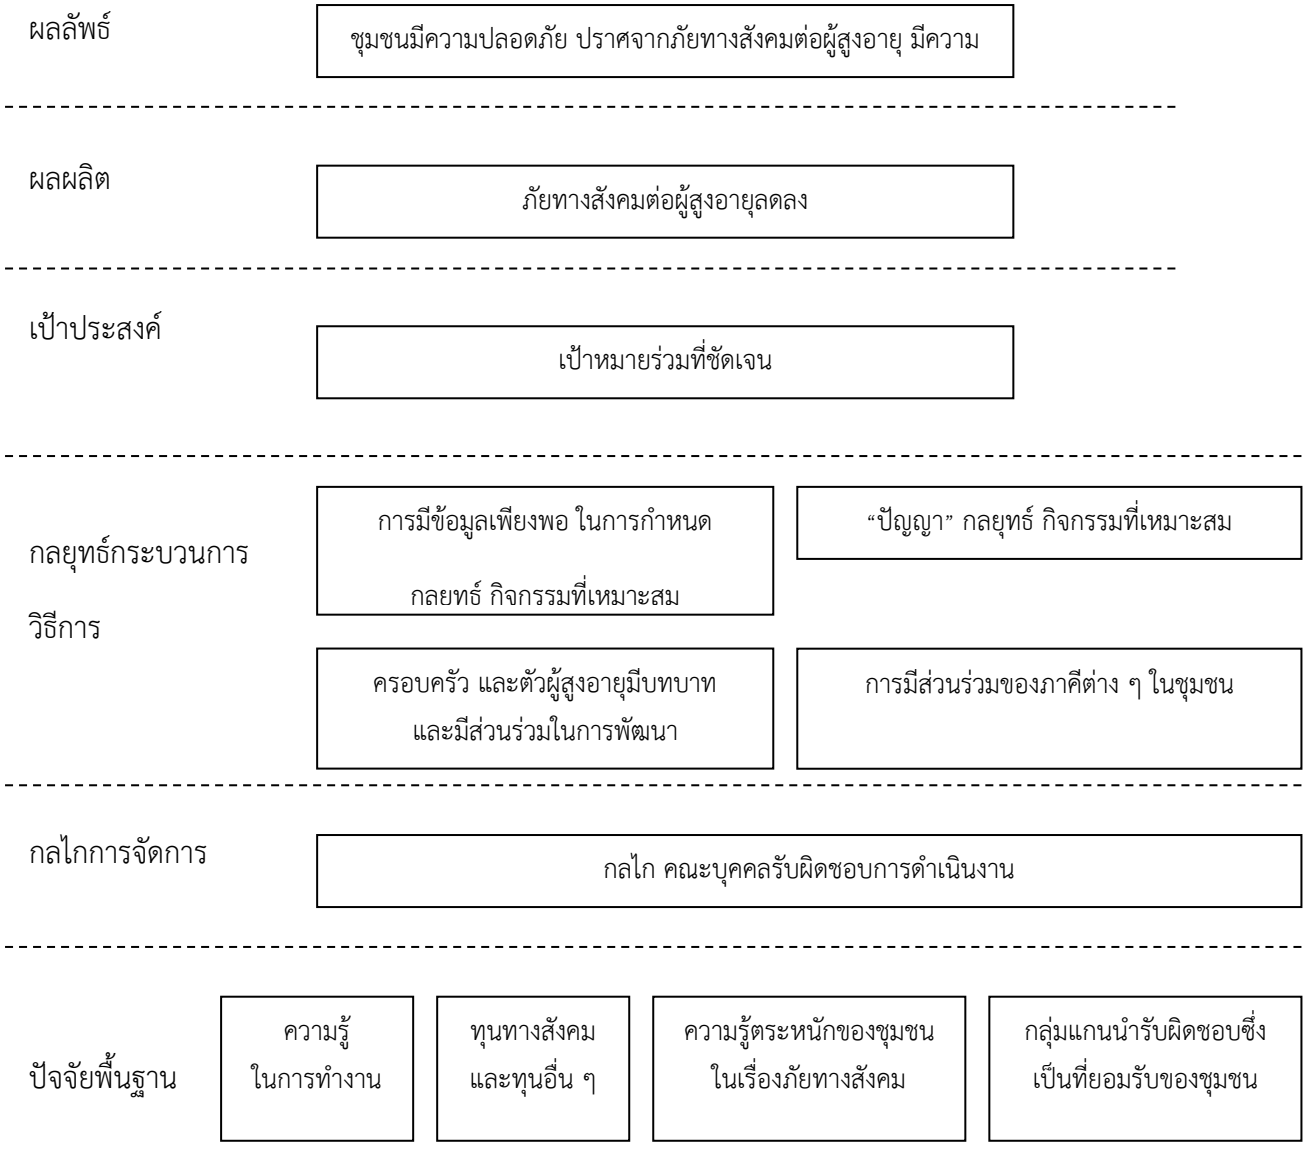 ผลลัพธ์
ชุมชนมีความปลอดภัย ปราศจากภัยทางสังคมต่อผู้สูงอายุ มีความ
ผลผลิต
ภัยทางสังคมต่อผู้สูงอายุลดลง
เป้าประสงค์
เป้าหมายร่วมที่ชัดเจน
กลยุทธ์กระบวนการ
วิธีการ
การมีข้อมูลเพียงพอ ในการกำหนด
กลยทธ์ กิจกรรมที่เหมาะสม
“ปัญญา” กลยุทธ์ กิจกรรมที่เหมาะสม
ครอบครัว และตัวผู้สูงอายุมีบทบาท
และมีส่วนร่วมในการพัฒนา
การมีส่วนร่วมของภาคีต่าง ๆ ในชุมชน
กลไกการจัดการ
กลไก คณะบุคคลรับผิดชอบการดำเนินงาน
ปัจจัยพื้นฐาน
ความรู้
ในการทำงาน
ทุนทางสังคม
และทุนอื่น ๆ
ความรู้ตระหนักของชุมชน
ในเรื่องภัยทางสังคม
กลุ่มแกนนำรับผิดชอบซึ่ง
เป็นที่ยอมรับของชุมชน